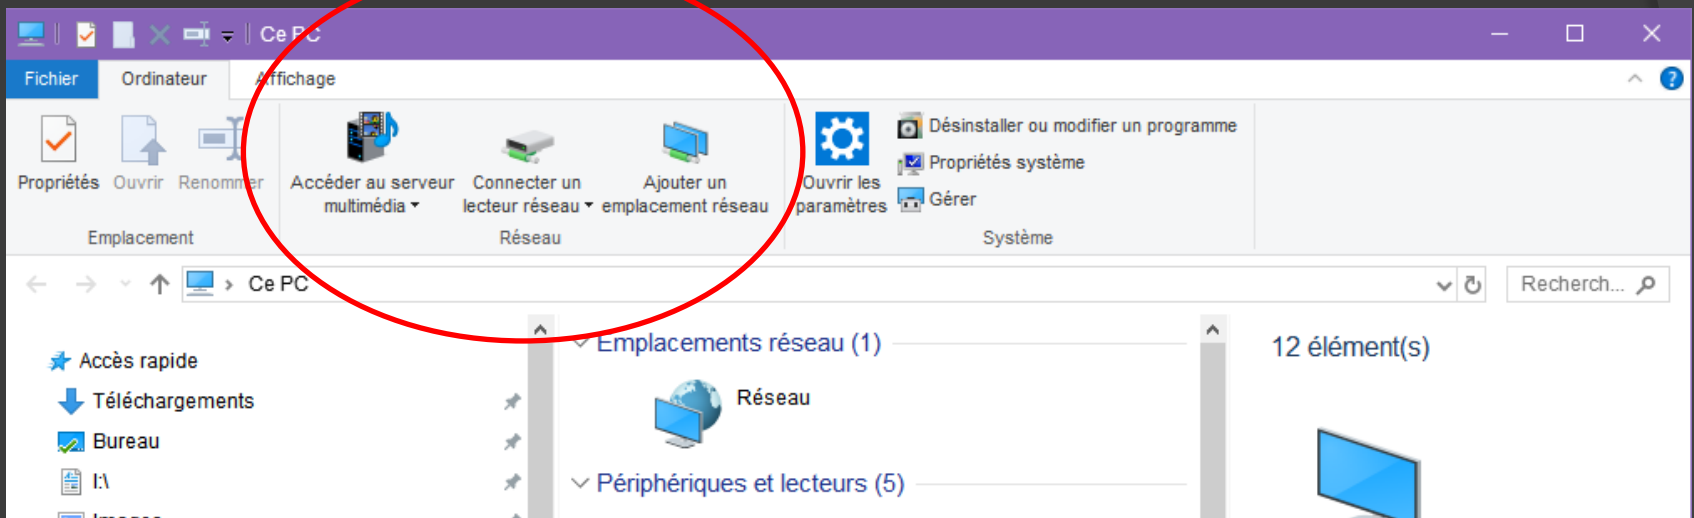 Ce PC
Fichier Ordinateur Affichage
Propriétés Ouvrir Renommer
Accéder au serveur
multimédia
Connecter un
lecteur réseau
Ajouter un
emplacement réseau
Ouvrir les
paramètres
Désinstaller ou modifier un programme
Propriétés système
Gérer
Emplacement Réseau Système
Ce PC
Recherch...
Accès rapide
Téléchargements
Bureau
I:\
Images
Emplacements réseau (1)
Réseau
Périphériques et lecteurs (5)
12 élément(s)